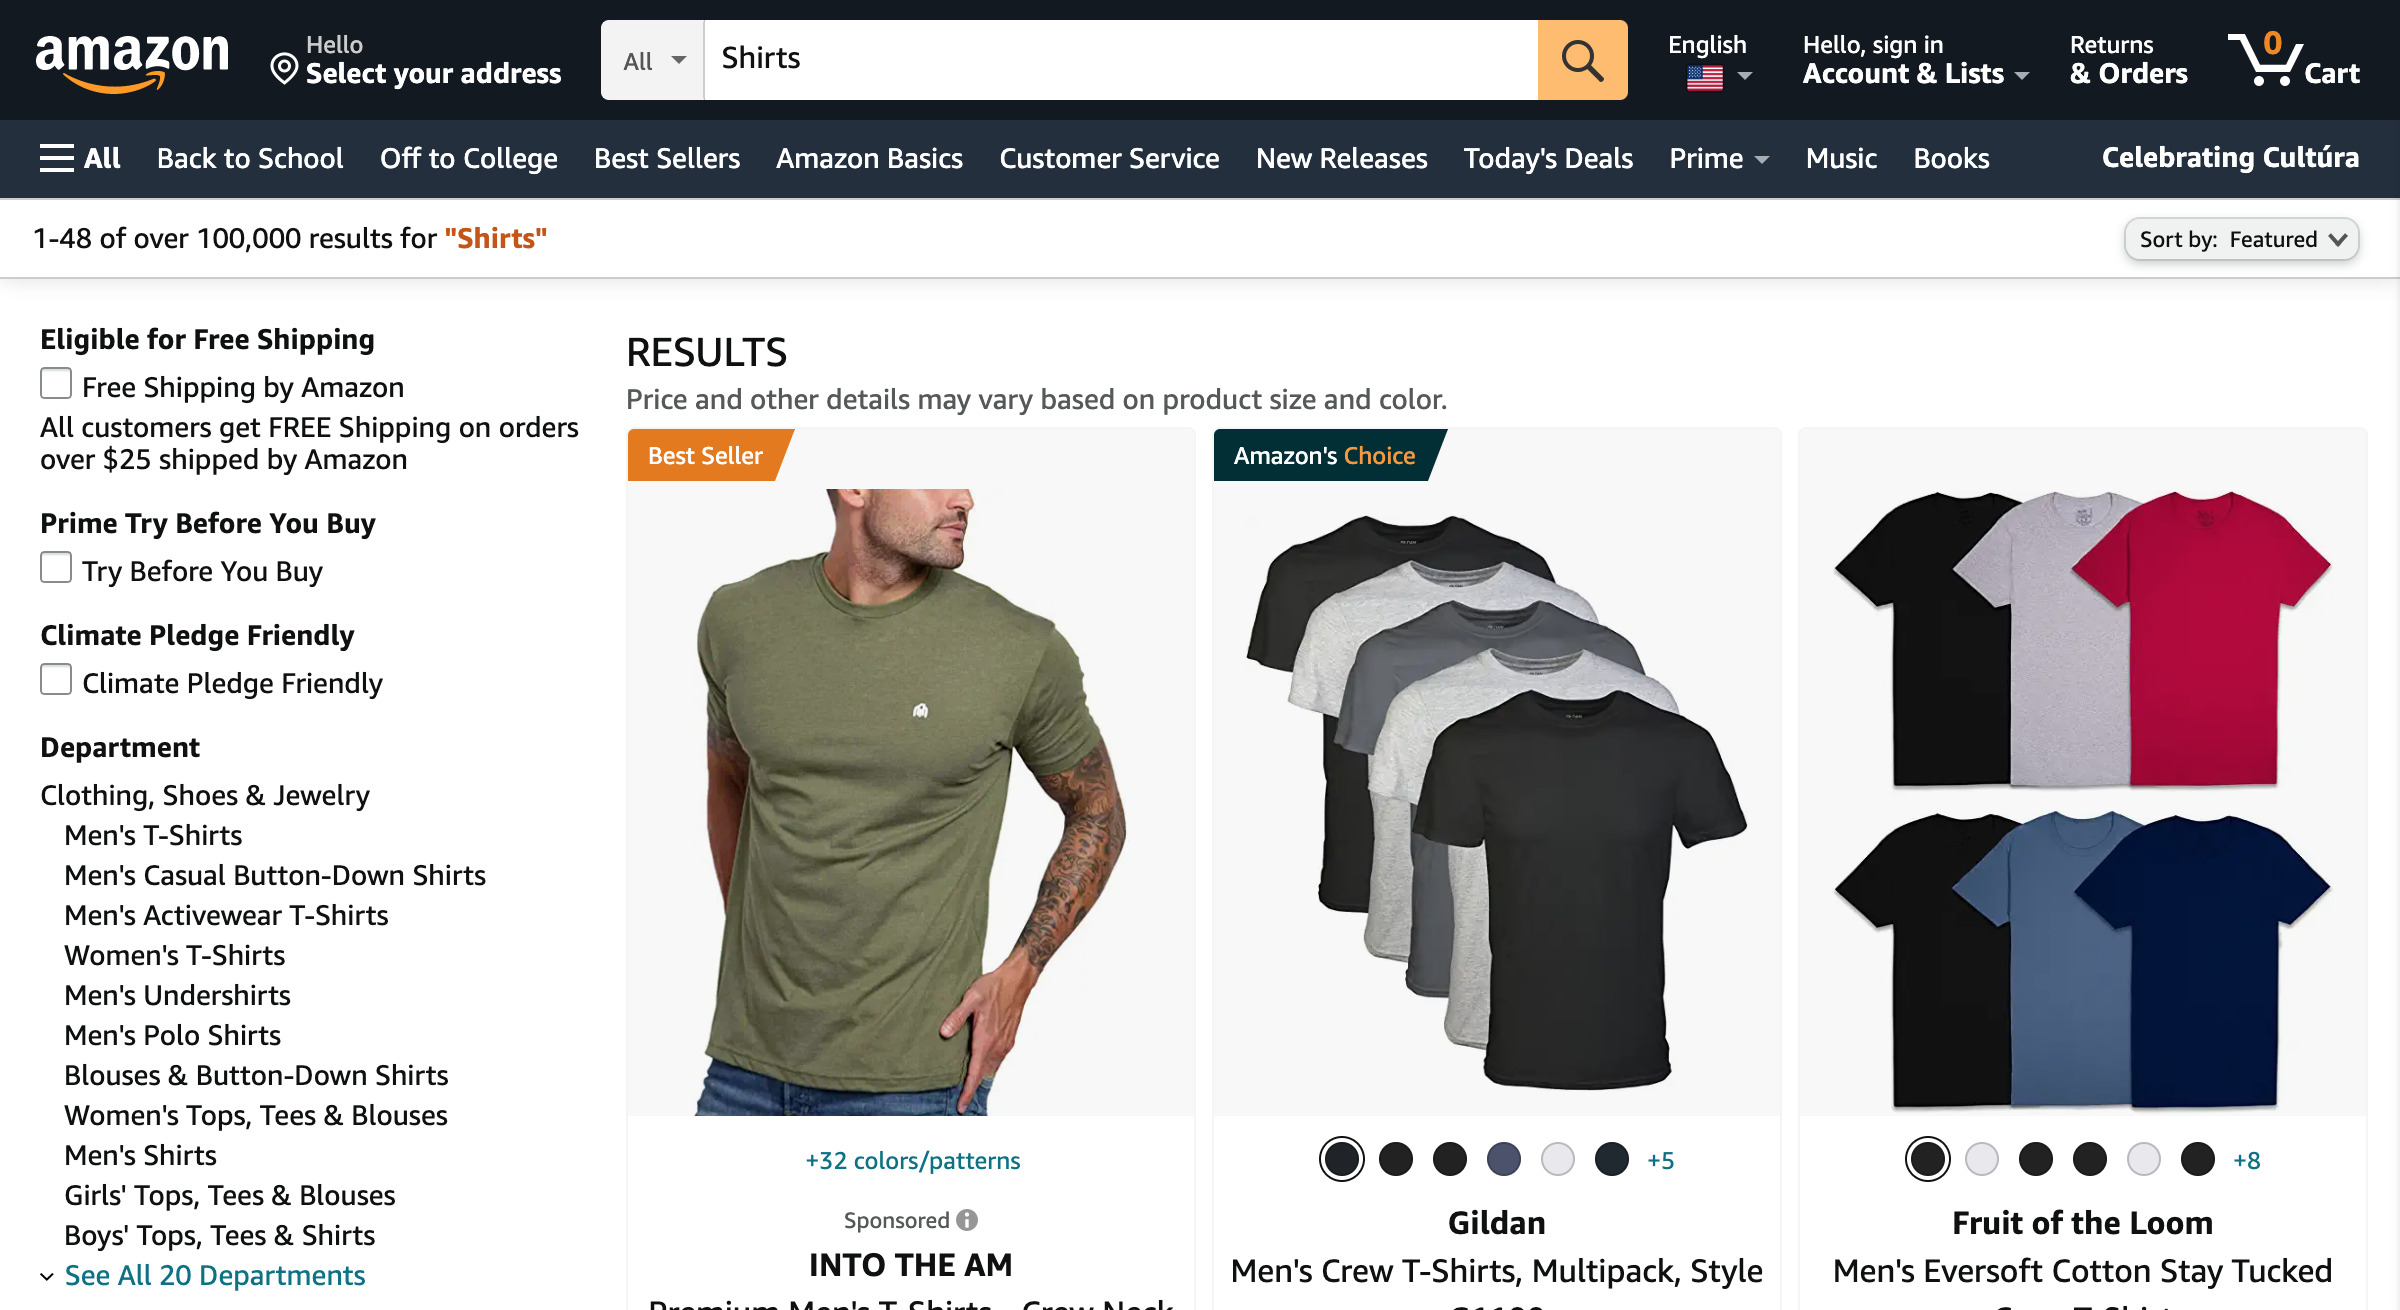 amazon
Hello
Select your address
All
Shirts
English
Hello, sign in
Account & Lists
Returns
& Orders
0
Cart
All
Back to School
Off to College
Best Sellers
Amazon Basics
Customer Service
New Releases
Today's Deals
Prime
Music
Books
Celebrating Cultúra
1-48 of over 100,000 results for "Shirts"
Sort by: Featured
Eligible for Free Shipping
Free Shipping by Amazon
All customers get FREE Shipping on orders
over $25 shipped by Amazon
Prime Try Before You Buy
Try Before You Buy
Climate Pledge Friendly
Climate Pledge Friendly
Department
Clothing, Shoes & Jewelry
Men's T-Shirts
Men's Casual Button-Down Shirts
Men's Activewear T-Shirts
Women's T-Shirts
Men's Undershirts
Men's Polo Shirts
Blouses & Button-Down Shirts
Women's Tops, Tees & Blouses
Men's Shirts
Girls' Tops, Tees & Blouses
Boys' Tops, Tees & Shirts
See All 20 Departments
RESULTS
Price and other details may vary based on product size and color.
Best Seller
+32 colors/patterns
Sponsored
INTO THE AM
Premium Men's T-Shirts - Crew Neck
Amazon's Choice
+5
Gildan
Men's Crew T-Shirts, Multipack, Style
+8
Fruit of the Loom
Men's Eversoft Cotton Stay Tucked